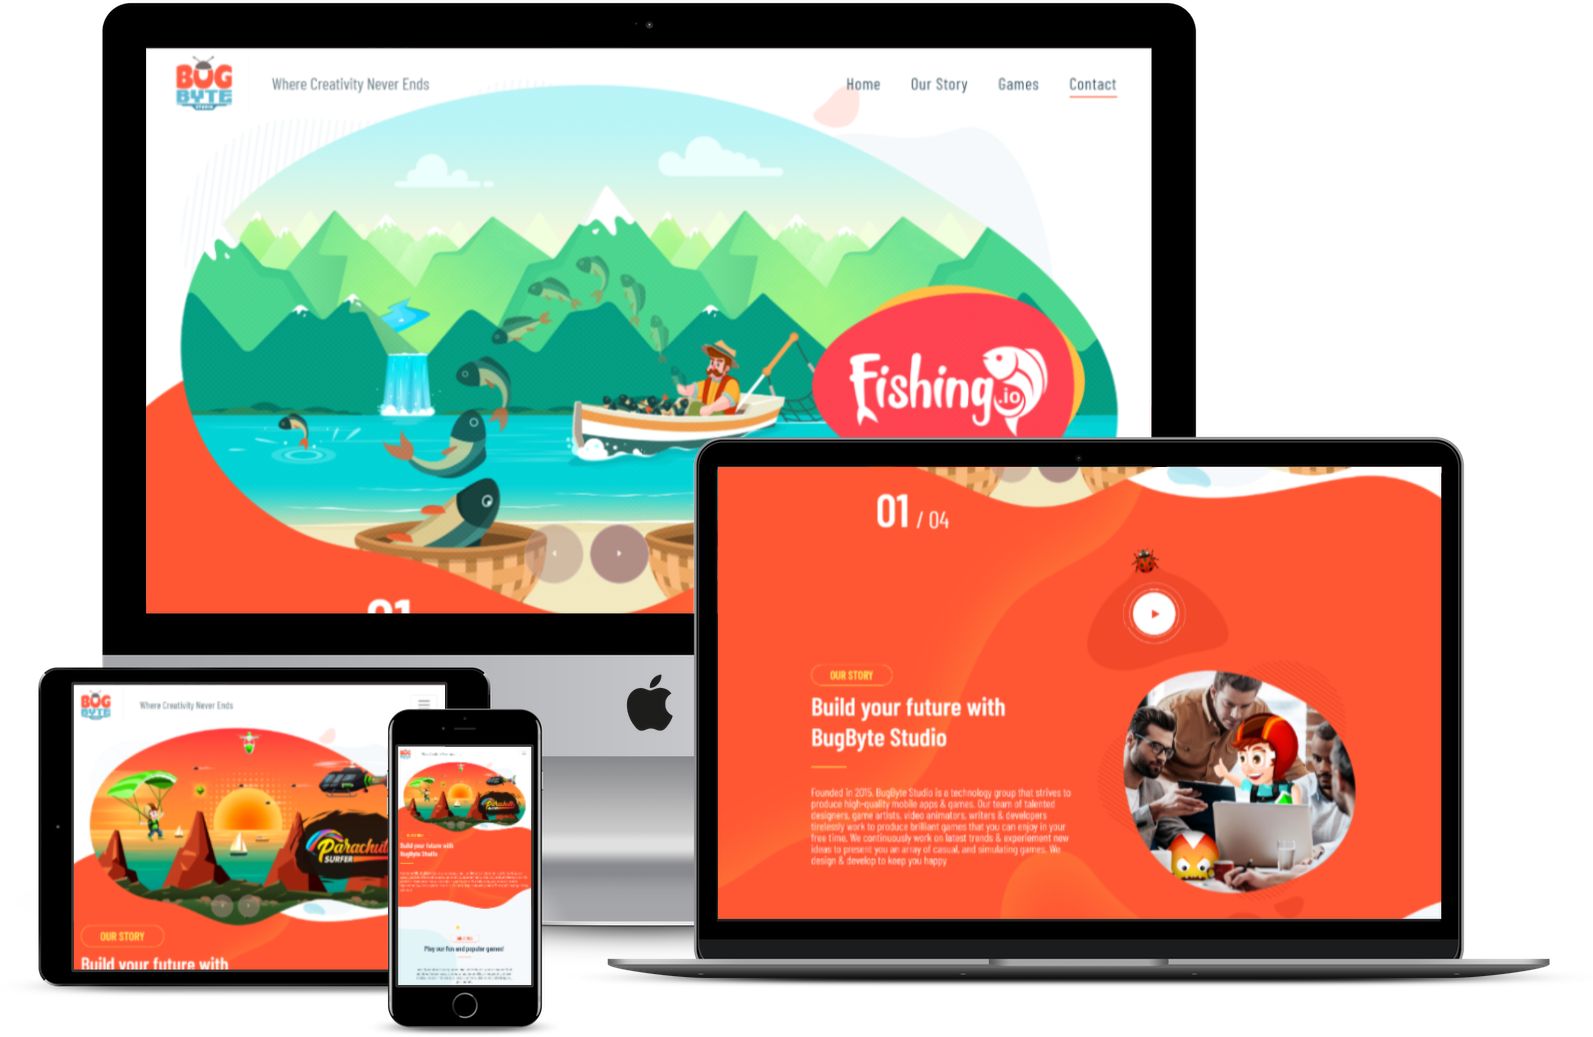 BUG
BYTE
STUDIO
Where Creativity Never Ends
Home
Our Story
Games
Contact
Fishing
.io
01
01 / 04
OUR STORY
Build your future with
BugByte Studio
Founded in 2015, BugByte Studio is a technology group that strives to
produce high-quality mobile apps & games. Our team of talented
designers, game artists, video animators, writers & developers
tirelessly work to produce brilliant games that you can enjoy in your
free time. We continuously work on latest trends & experiement new
ideas to present you an array of casual, and simulating games. We
design & develop to keep you happy
BUG
BYTE
Where Creativity Never Ends
Parachut
SURFER
OUR STORY
Build your future with
BUG
Parachute
SURFER
Build your future with
BugByte Studio
Play our fun and popular games!